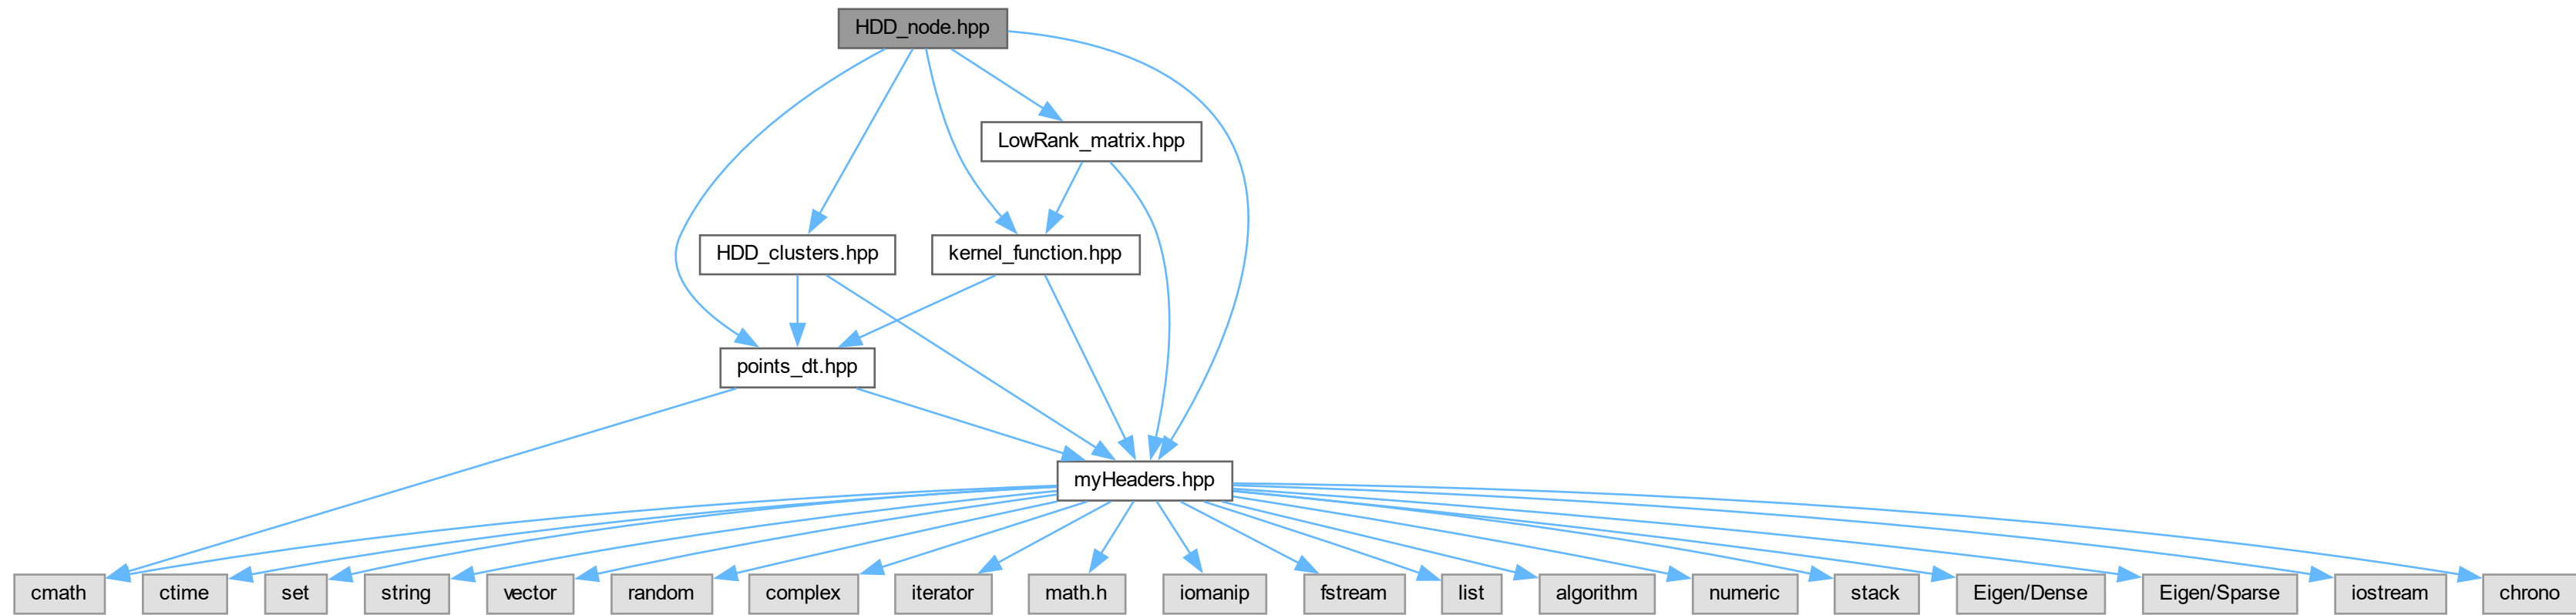 HDD_node.hpp
LowRank_matrix.hpp
HDD_clusters.hpp
kernel_function.hpp
points_dt.hpp
myHeaders.hpp
cmath
ctime
set
string
vector
random
complex
iterator
math.h
iomanip
fstream
list
algorithm
numeric
stack
Eigen/Dense
Eigen/Sparse
iostream
chrono